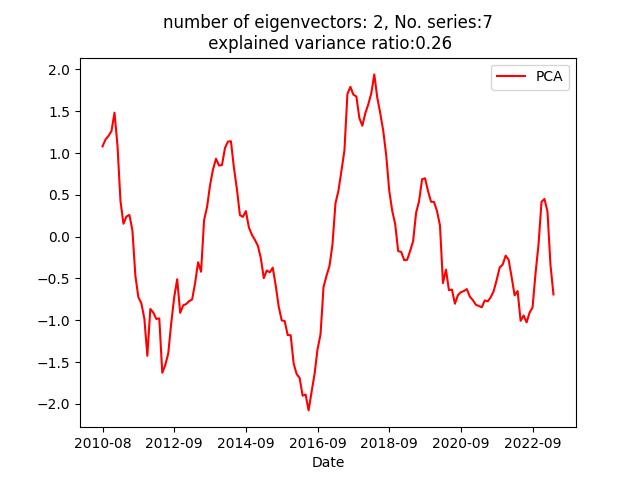 number of eigenvectors: 2, No. series:7
explained variance ratio:0.26
PCA
2.0
1.5
1.0
0.5
0.0
−0.5
−1.0
−1.5
−2.0
2010-08 2012-09 2014-09 2016-09 2018-09 2020-09 2022-09
Date